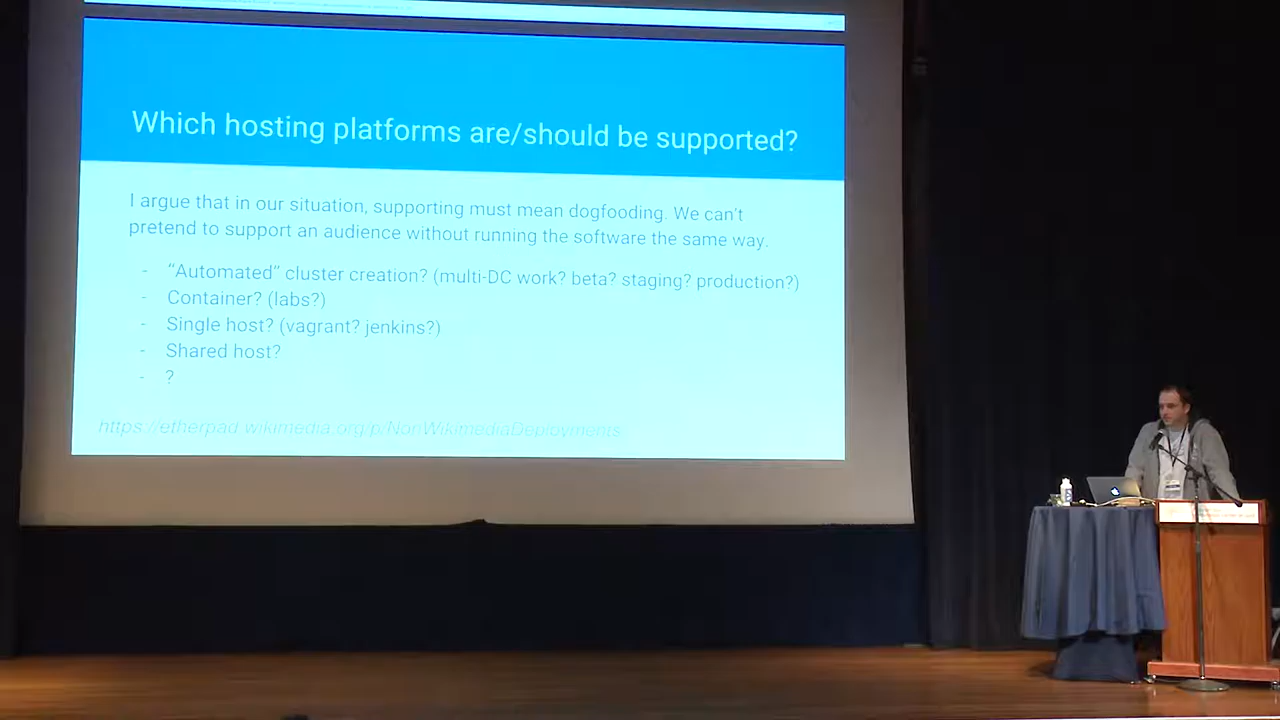 Which hosting platforms are/should be supported?
I argue that in our situation, supporting must mean dogfooding. We can't
pretend to support an audience without running the software the same way.
- “Automated” cluster creation? (multi-DC work? beta? staging? production?)
- Container? (labs?)
- Single host? (vagrant? jenkins?)
- Shared host?
- ?
https://etherpad.wikimedia.org/p/NonWikimediaDeployments